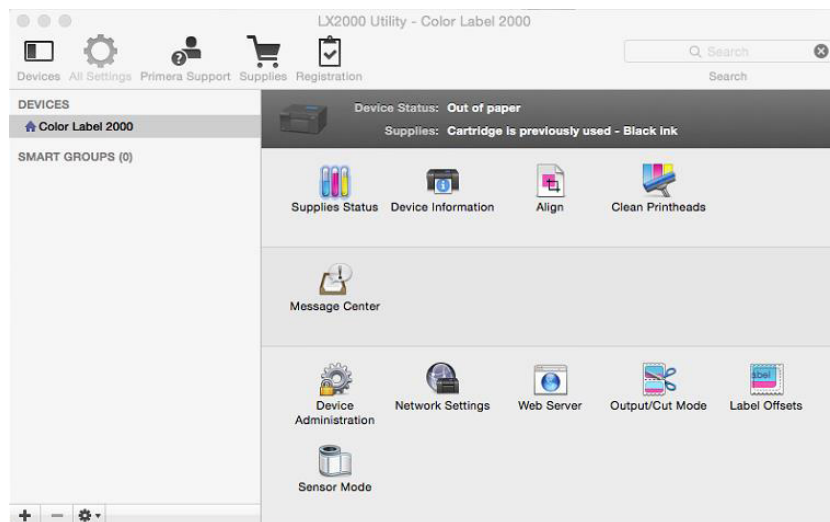 LX2000 Utility - Color Label 2000
Devices All Settings Primera Support Supplies Registration
Search
Search
DEVICES
Color Label 2000
SMART GROUPS (0)
Device Status: Out of paper
Supplies: Cartridge is previously used - Black ink
Supplies Status Device Information Align Clean Printheads
Message Center
Device Administration
Network Settings Web Server Output/Cut Mode Label Offsets
Sensor Mode